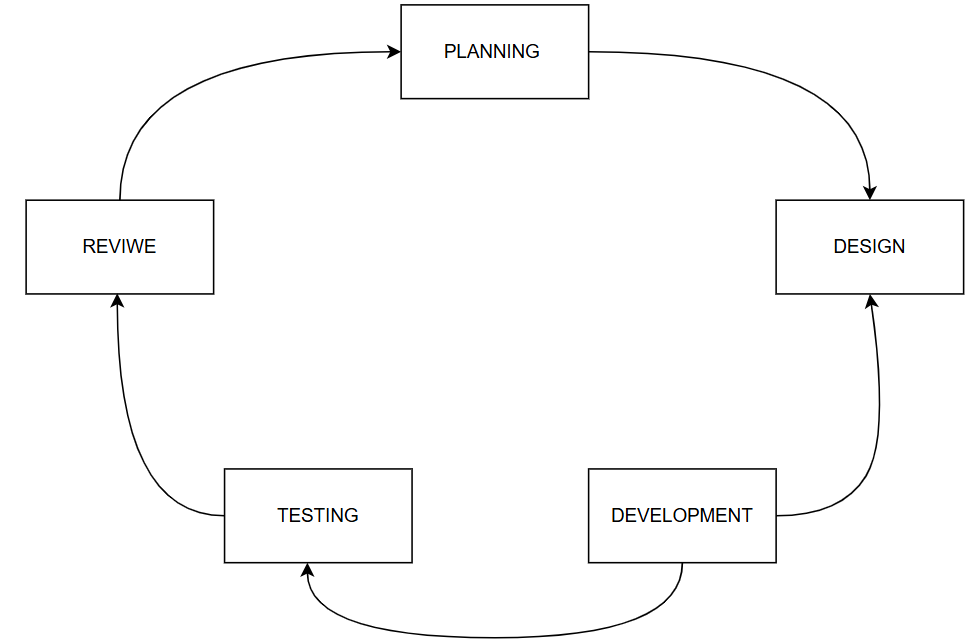 PLANNING
REVIWE
DESIGN
TESTING
DEVELOPMENT